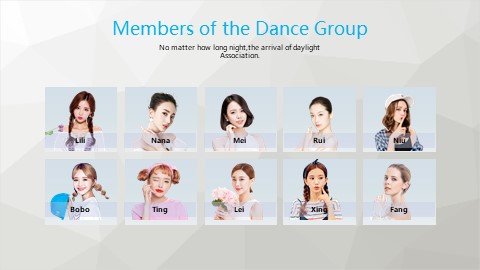 Members of the Dance Group
No matter how long night,the arrival of daylight
Association.
Lili
Nana
Mei
Rui
Niu
Bobo
Ting
Lei
Xing
Fang